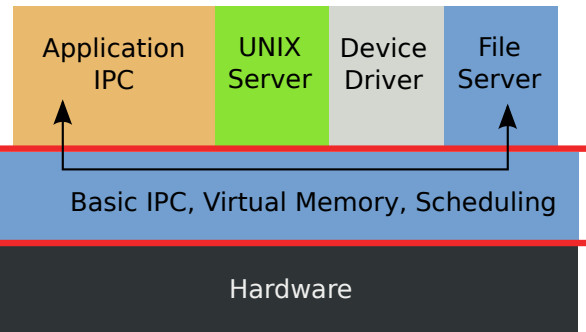 Application
IPC
UNIX
Server
Device
Driver
File
Server
Basic IPC, Virtual Memory, Scheduling
Hardware